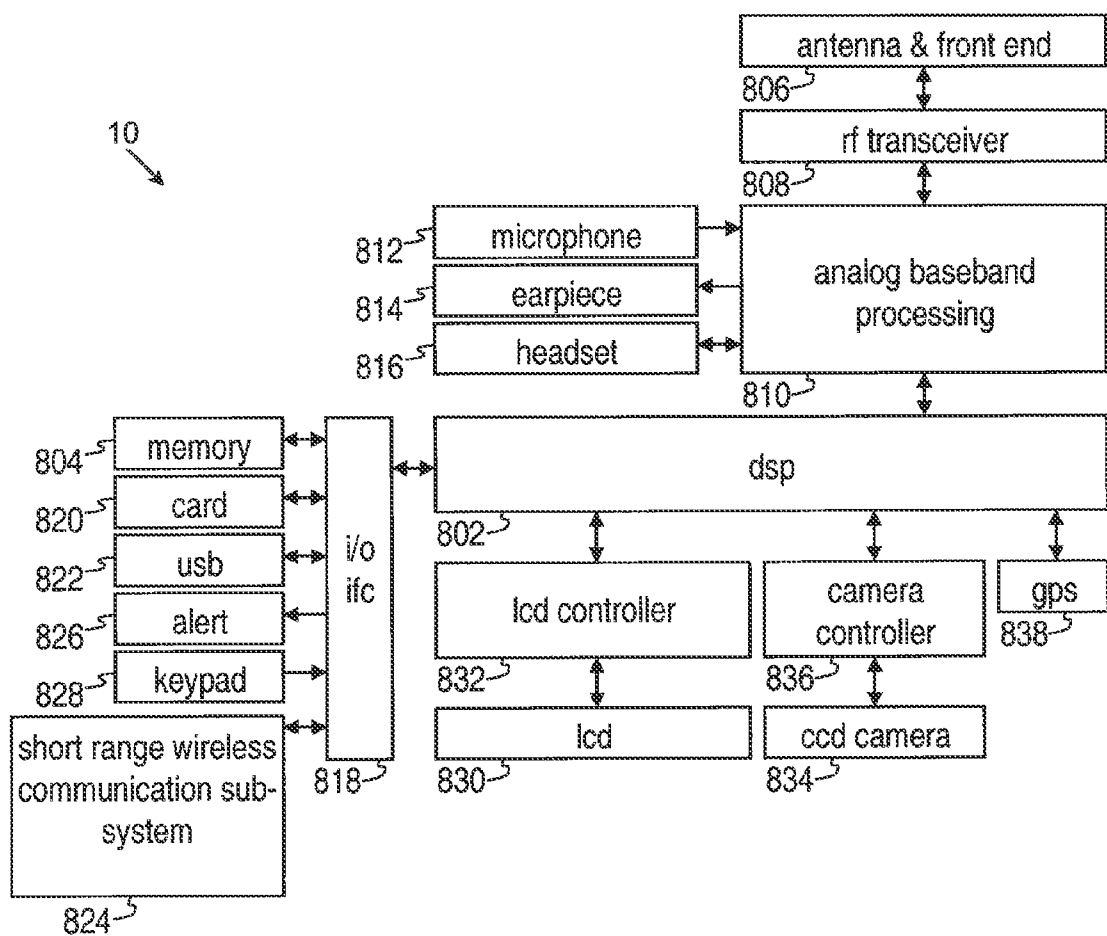 antenna & front end
806
10
rf transceiver
808
812
microphone
analog baseband
processing
814
earpiece
816
headset
810
804
memory
dsp
820
card
802
822
usb
i/o
ifc
lcd controller
camera
controller
gps
826
alert
838
828
keypad
832
836
short range wireless
communication sub-
system
lcd
ccd camera
818
830
834
824